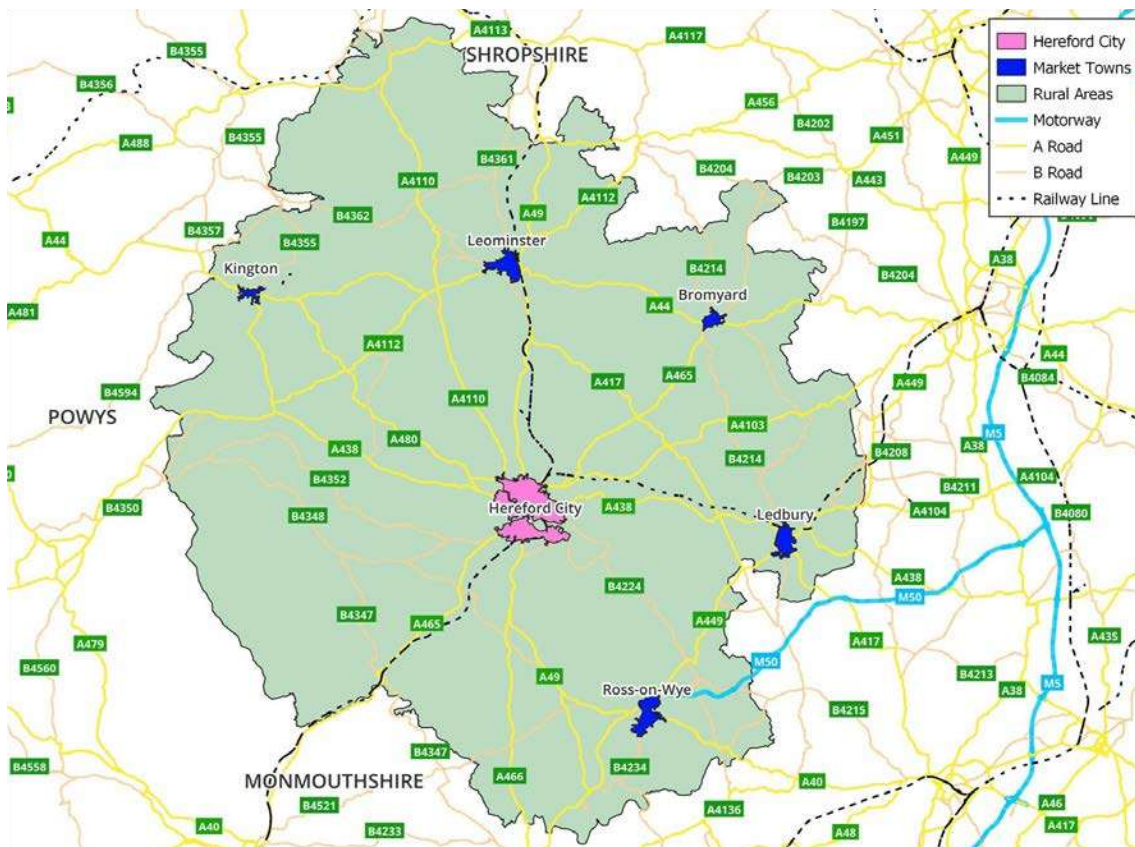 B4355
A4113
SHROPSHIRE
A4117
Hereford City
Market Towns
Rural Areas
Motorway
A Road
B Road
Railway Line
B4356
A456
B4202
A451
A449
A488
B4355
B4361
B4204
B4203
A443
A4110
A4112
B4362
A49
B4197
B4357
B4355
A44
Leominster
A38
Kington
B4214
B4204
Bromyard
A44
A481
A4112
A44
B4084
A417
A465
A449
B4594
POWYS
A4110
A4103
M5
A480
A38
A438
B4214
B4208
B4352
A4104
B4211
B4350
Hereford City
A438
Ledbury
A4104
B4080
B4348
A438
B4224
M50
B4347
A465
A449
A417
A435
A479
M50
B4560
A49
B4213
M5
Ross-on-Wye
A38
B4215
B4347
B4558
B4234
MONMOUTHSHIRE
A466
A40
B4521
A4136
A46
A40
B4233
A48
A417